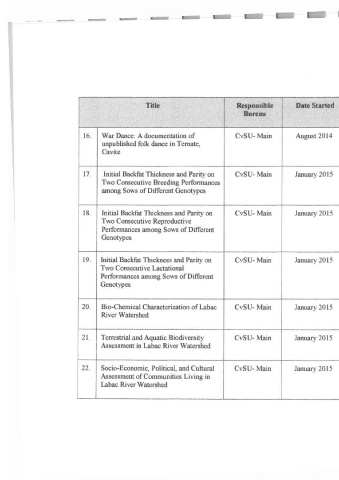 Title Responsible Date Started
Bureau
16. War Dance: A documentation of CvSU- Main August 2014
unpublished folk dance in Ternate,
Cavite
17. Initial Backfat Thickness and Parity on CvSU- Main January 2015
Two Consecutive Breeding Performances
among Sows of Different Genotypes
18. Initial Backfat Thickness and Parity on CvSU- Main January 2015
Two Consecutive Reproductive
Performances among Sows of Different
Genotypes
19. Initial Backfat Thickness and Parity on CvSU- Main January 2015
Two Consecutive Lactational
Performances among Sows of Different
Genotypes
20. Bio-Chemical Characterization of Labac CvSU- Main January 2015
River Watershed
21. Terrestrial and Aquatic Biodiversity CvSU- Main January 2015
Assessment in Labac River Watershed
22. Socio-Economic, Political, and Cultural CvSU- Main January 2015
Assessment of Communities Living in
Labac River Watershed